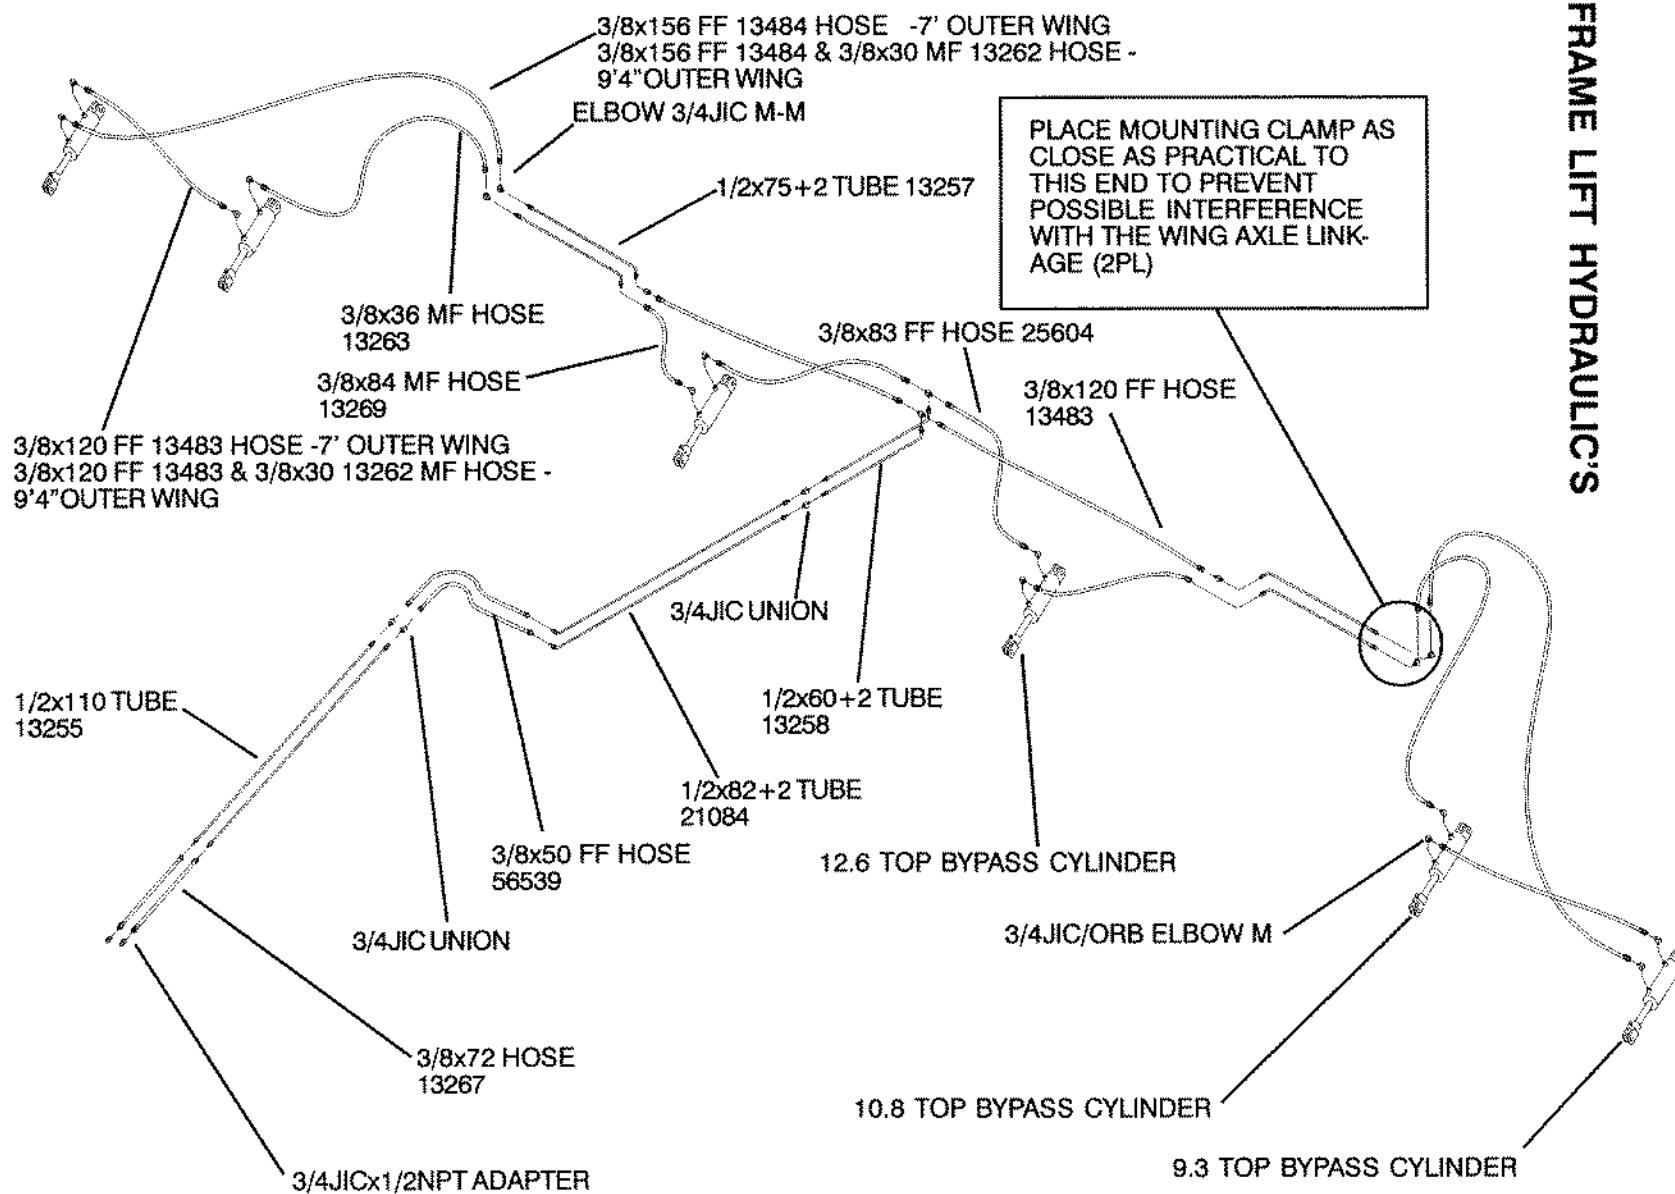 FRAME LIFT HYDRAULIC'S
3/8x156 FF 13484 HOSE -7' OUTER WING
3/8x156 FF 13484 & 3/8x30 MF 13262 HOSE -
9'4"OUTER WING
ELBOW 3/4JIC M-M
1/2x75+2 TUBE 13257
PLACE MOUNTING CLAMP AS
CLOSE AS PRACTICAL TO
THIS END TO PREVENT
POSSIBLE INTERFERENCE
WITH THE WING AXLE LINK-
AGE (2PL)
3/8x36 MF HOSE
13263
3/8x84 MF HOSE
13269
3/8x83 FF HOSE 25604
3/8x120 FF HOSE
13483
3/8x120 FF 13483 HOSE -7' OUTER WING
3/8x120 FF 13483 & 3/8x30 13262 MF HOSE -
9'4"OUTER WING
3/4JIC UNION
1/2x110 TUBE
13255
1/2x60+2 TUBE
13258
1/2x82+2 TUBE
21084
3/8x50 FF HOSE
56539
12.6 TOP BYPASS CYLINDER
3/4JIC UNION
3/4JIC/ORB ELBOW M
3/8x72 HOSE
13267
10.8 TOP BYPASS CYLINDER
9.3 TOP BYPASS CYLINDER
3/4JICx1/2NPT ADAPTER